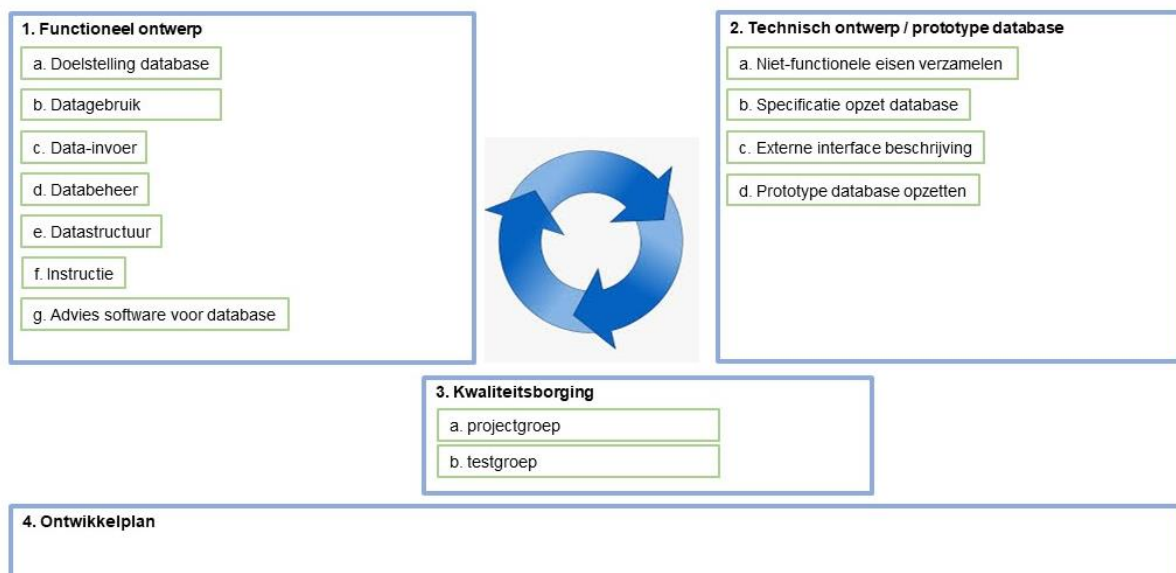 1. Functioneel ontwerp
a. Doelstelling database
b. Datagebruik
c. Data-invoer
d. Databeheer
e. Datastructuur
f. Instructie
g. Advies software voor database
2. Technisch ontwerp / prototype database
a. Niet-functionele eisen verzamelen
b. Specificatie opzet database
c. Externe interface beschrijving
d. Prototype database opzetten
3. Kwaliteitsborging
a. projectgroep
b. testgroep
4. Ontwikkelplan